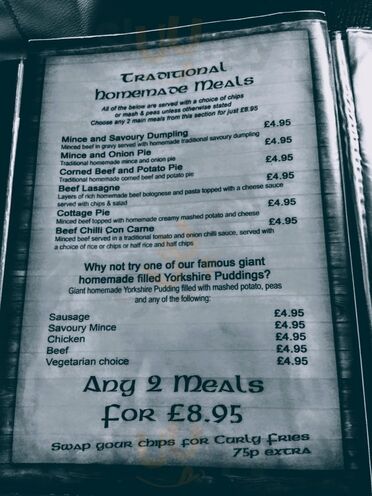 Traditional
Homemade Meals
All of the below are served with a choice of chips
or mash & peas unless otherwise stated
Choose any 2 main meals from this section for just £8.95
Mince and Savoury Dumpling £4.95
Minced beef in gravy served with homemade traditional savoury dumpling
Mince and Onion Pie £4.95
Traditional homemade mince and onion pie
Corned Beef and Potato Pie £4.95
Traditional homemade corned beef and potato pie
Beef Lasagne £4.95
Layers of rich homemade beef bolognese and pasta topped with a cheese sauce
served with chips & salad
Cottage Pie £4.95
Minced beef topped with homemade creamy mashed potato and cheese
Beef Chilli Con Carne £4.95
Minced beef served in a traditional tomato and onion chilli sauce, served with
a choice of rice or chips or half rice and half chips
Why not try one of our famous giant
homemade filled Yorkshire Puddings?
Giant homemade Yorkshire Pudding filled with mashed potato, peas
and any of the following:
Sausage £4.95
Savoury Mince £4.95
Chicken £4.95
Beef £4.95
Vegetarian choice £4.95
Any 2 Meals
for £8.95
Swap your chips for Curly Fries
75p extra